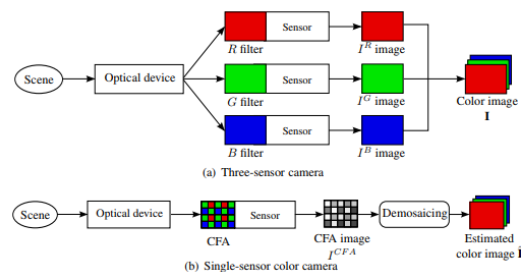 Scene
Optical device
Sensor
R filter
I^R image
Sensor
G filter
I^G image
Sensor
B filter
I^B image
Color image
I
(a) Three-sensor camera
Scene
Optical device
CFA
Sensor
CFA image
I^{CFA}
Demosaicing
Estimated
color image Î
(b) Single-sensor color camera